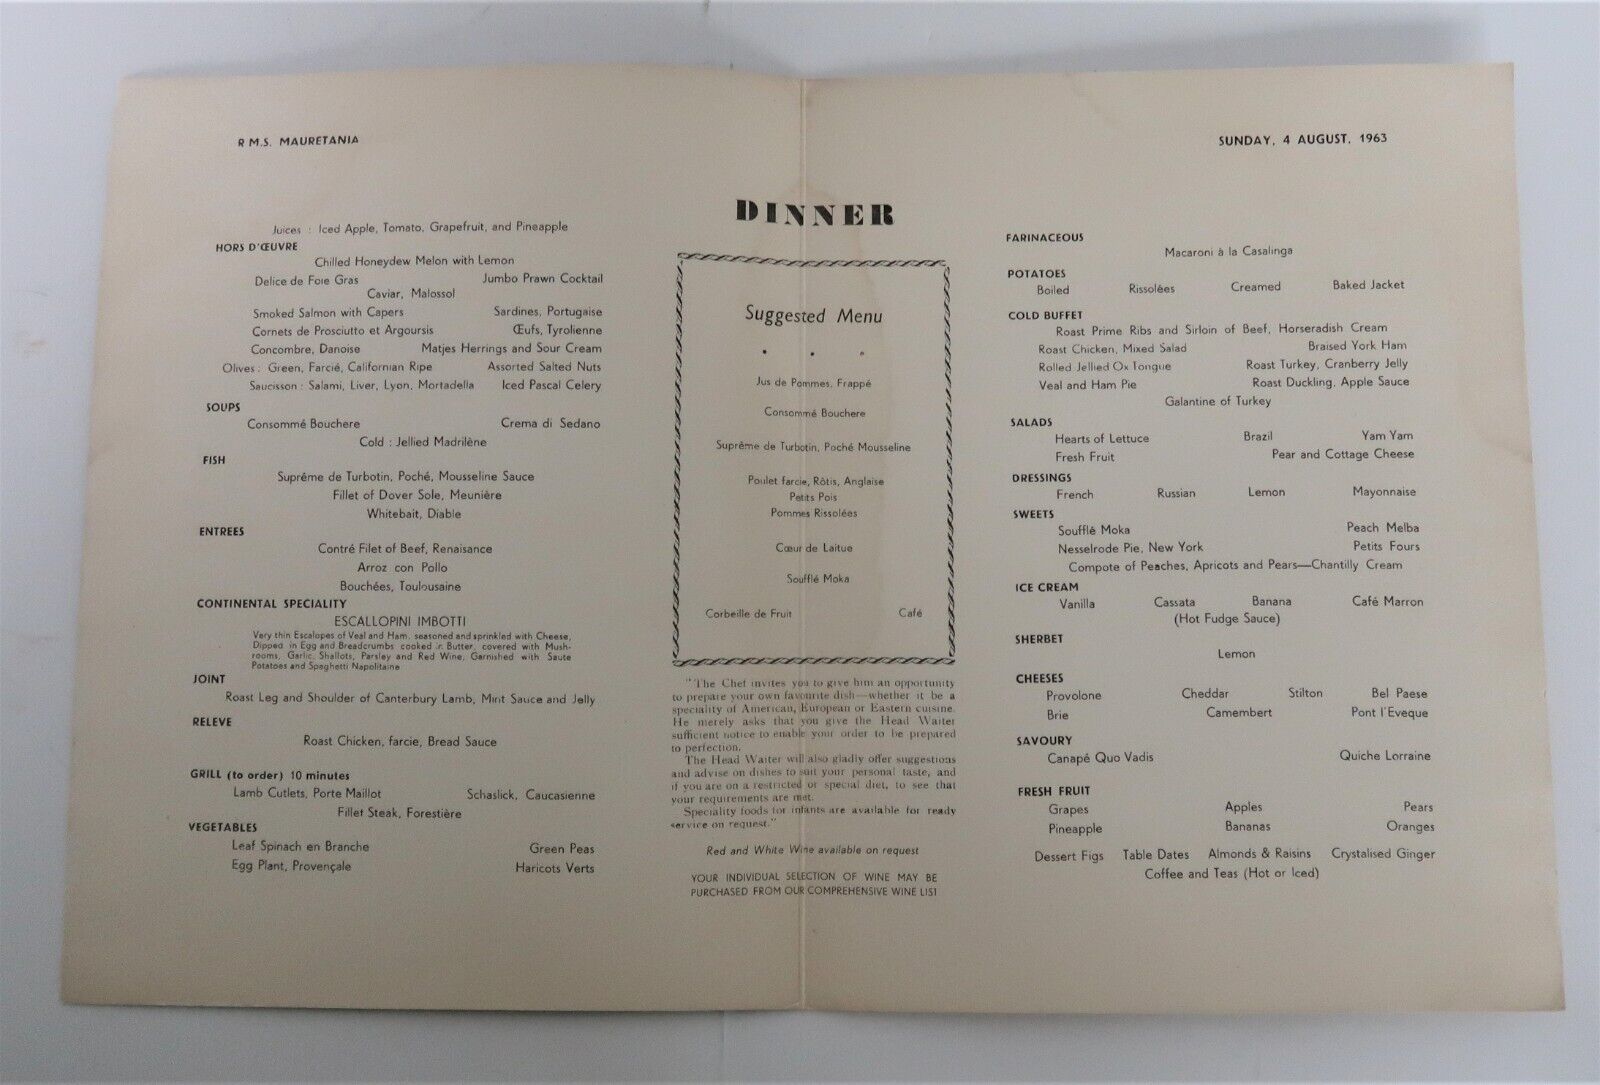 R M.S. MAURETANIA
SUNDAY, 4 AUGUST, 1963
DINNER
Juices : Iced Apple, Tomato, Grapefruit, and Pineapple
HORS D'ŒUVRE
Chilled Honeydew Melon with Lemon
Delice de Foie Gras Jumbo Prawn Cocktail
Caviar, Malossol
Smoked Salmon with Capers Sardines, Portugaise
Cornets de Prosciutto et Argoursis Œufs, Tyrolienne
Concombre, Danoise Matjes Herrings and Sour Cream
Olives : Green, Farcié, Californian Ripe Assorted Salted Nuts
Saucisson : Salami, Liver, Lyon, Mortadella Iced Pascal Celery
SOUPS
Consommé Bouchere Crema di Sedano
Cold : Jellied Madrilène
FISH
Suprême de Turbotin, Poché, Mousseline Sauce
Fillet of Dover Sole, Meunière
Whitebait, Diable
ENTREES
Contré Filet of Beef, Renaisance
Arroz con Pollo
Bouchées, Toulousaine
CONTINENTAL SPECIALITY
ESCALLOPINI IMBOTTI
Very thin Escalopes of Veal and Ham, seasoned and sprinkled with Cheese,
Dipped in Egg and Breadcrumbs cooked in Butter, covered with Mush-
rooms, Garlic, Shallots, Parsley and Red Wine, Garnished with Saute
Potatoes and Spaghetti Napolitaine
JOINT
Roast Leg and Shoulder of Canterbury Lamb, Mint Sauce and Jelly
RELEVE
Roast Chicken, farcie, Bread Sauce
GRILL (to order) 10 minutes
Lamb Cutlets, Porte Maillot Schaslick, Caucasienne
Fillet Steak, Forestière
VEGETABLES
Leaf Spinach en Branche Green Peas
Egg Plant, Provençale Haricots Verts
Suggested Menu
Jus de Pommes, Frappé
Consommé Bouchere
Suprême de Turbotin, Poché Mousseline
Poulet farcie, Rôtis, Anglaise
Petits Pois
Pommes Rissolées
Cœur de Laitue
Soufflé Moka
Corbeille de Fruit Café
"The Chef invites you to give him an opportunity
to prepare your own favourite dish—whether it be a
speciality of American, European or Eastern cuisine.
He merely asks that you give the Head Waiter
sufficient notice to enable your order to be prepared
to perfection.
The Head Waiter will also gladly offer suggestions
and advise on dishes to suit your personal taste, and
if you are on a restricted or special diet, to see that
your requirements are met.
Speciality foods for infants are available for ready
service on request."
Red and White Wine available on request
YOUR INDIVIDUAL SELECTION OF WINE MAY BE
PURCHASED FROM OUR COMPREHENSIVE WINE LIST
FARINACEOUS
Macaroni à la Casalinga
POTATOES
Boiled Rissolées Creamed Baked Jacket
COLD BUFFET
Roast Prime Ribs and Sirloin of Beef, Horseradish Cream
Roast Chicken, Mixed Salad Braised York Ham
Rolled Jellied Ox Tongue Roast Turkey, Cranberry Jelly
Veal and Ham Pie Roast Duckling, Apple Sauce
Galantine of Turkey
SALADS
Hearts of Lettuce Brazil Yam Yam
Fresh Fruit Pear and Cottage Cheese
DRESSINGS
French Russian Lemon Mayonnaise
SWEETS
Soufflé Moka Peach Melba
Nesselrode Pie, New York Petits Fours
Compote of Peaches, Apricots and Pears—Chantilly Cream
ICE CREAM
Vanilla Cassata Banana Café Marron
(Hot Fudge Sauce)
SHERBET
Lemon
CHEESES
Provolone Cheddar Stilton Bel Paese
Brie Camembert Pont l'Eveque
SAVOURY
Canapé Quo Vadis Quiche Lorraine
FRESH FRUIT
Grapes Apples Pears
Pineapple Bananas Oranges
Dessert Figs Table Dates Almonds & Raisins Crystalised Ginger
Coffee and Teas (Hot or Iced)